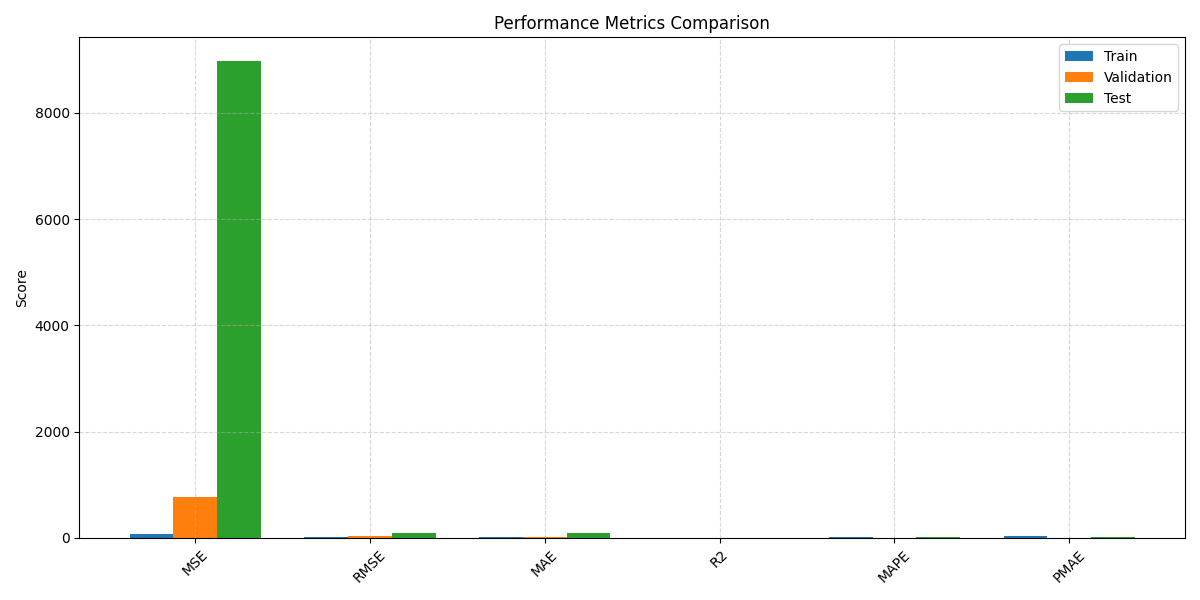 Performance Metrics Comparison
Train
Validation
Test
8000
6000
4000
2000
0
Score
MSE
RMSE
MAE
R2
MAPE
PMAE